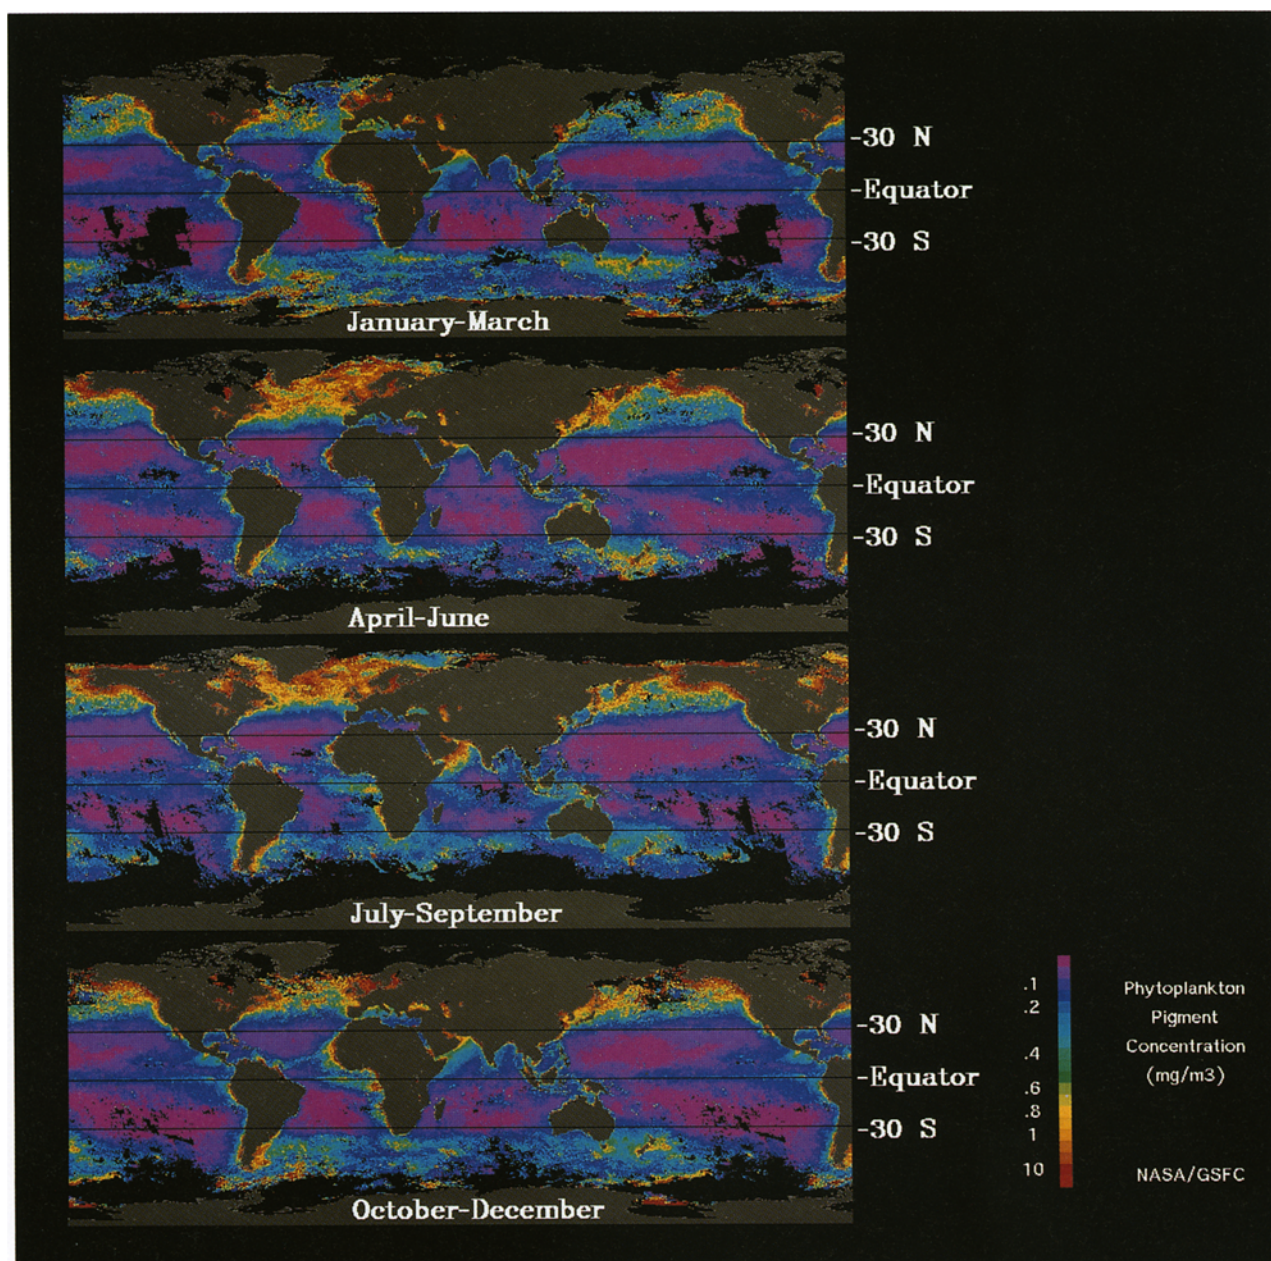 -30 N
-Equator
-30 S
January-March
-30 N
-Equator
-30 S
April-June
-30 N
-Equator
-30 S
July-September
-30 N
-Equator
-30 S
October-December
.1
.2
.4
.6
.8
1
10
Phytoplankton
Pigment
Concentration
(mg/m3)
NASA/GSFC